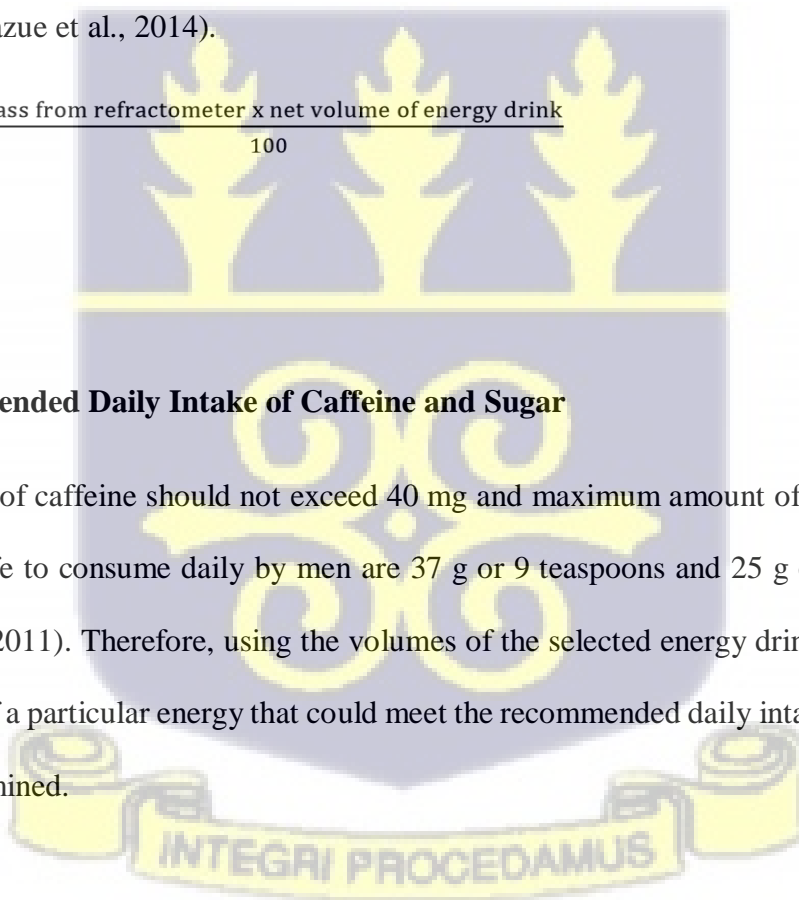 azue et al., 2014).
ass from refractometer x net volume of energy drink
100
ended Daily Intake of Caffeine and Sugar
of caffeine should not exceed 40 mg and maximum amount of
fe to consume daily by men are 37 g or 9 teaspoons and 25 g
2011). Therefore, using the volumes of the selected energy drin
f a particular energy that could meet the recommended daily inta
mined.
INTEGRI PROCEDAMUS